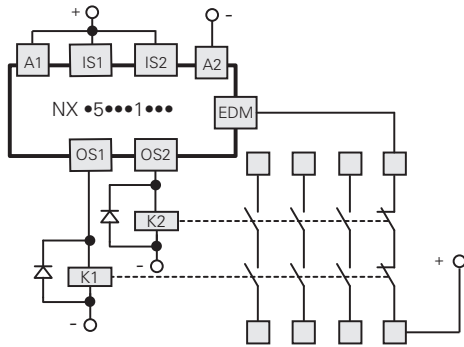 + -
A1 IS1 IS2 A2
NX •5•••1•••
EDM
OS1 OS2
K2
-
K1
-
+